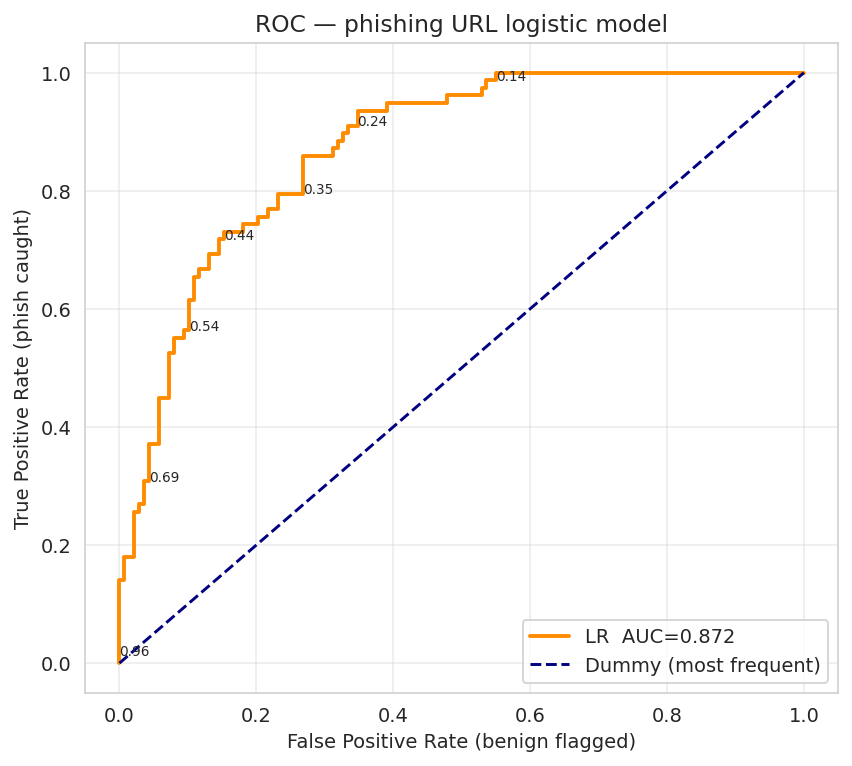 ROC — phishing URL logistic model
True Positive Rate (phish caught)
1.0
0.8
0.6
0.4
0.2
0.0
0.14
0.24
0.35
0.44
0.54
0.69
0.96
LR  AUC=0.872
Dummy (most frequent)
0.0 0.2 0.4 0.6 0.8 1.0
False Positive Rate (benign flagged)